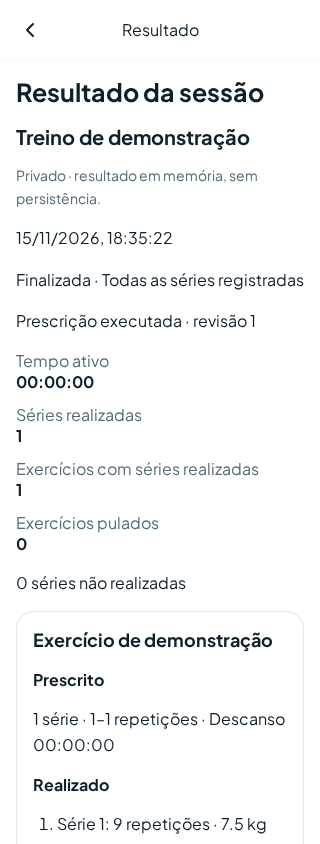 Resultado
Resultado da sessão
Treino de demonstração
Privado · resultado em memória, sem
persistência.
15/11/2026, 18:35:22
Finalizada · Todas as séries registradas
Prescrição executada · revisão 1
Tempo ativo
00:00:00
Séries realizadas
1
Exercícios com séries realizadas
1
Exercícios pulados
0
0 séries não realizadas
Exercício de demonstração
Prescrito
1 série · 1–1 repetições · Descanso
00:00:00
Realizado
1. Série 1: 9 repetições · 7.5 kg